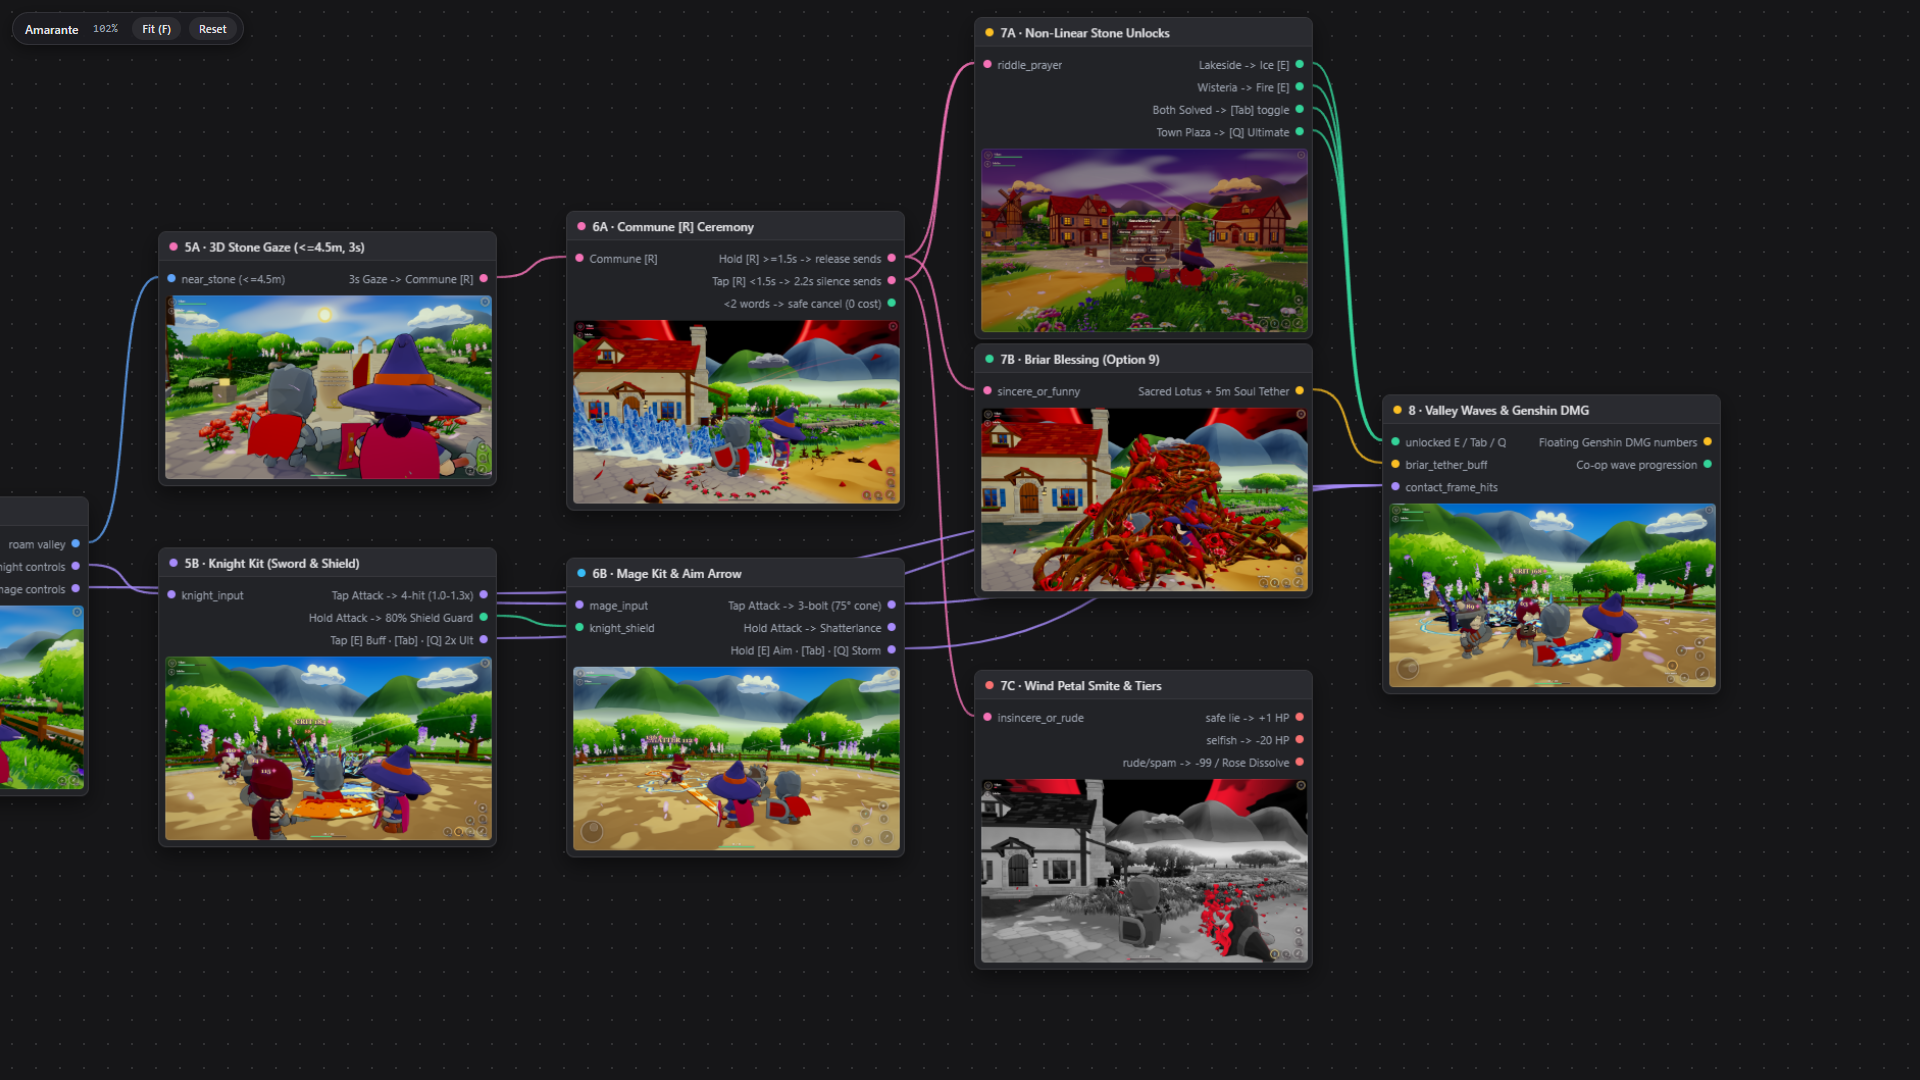 Amarante 102% Fit (F) Reset
roam valley
night controls
mage controls
5A · 3D Stone Gaze (<=4.5m, 3s)
near_stone (<=4.5m) 3s Gaze -> Commune [R]
5B · Knight Kit (Sword & Shield)
knight_input Tap Attack -> 4-hit (1.0-1.3x)
Hold Attack -> 80% Shield Guard
Tap [E] Buff · [Tab] · [Q] 2x Ult
6A · Commune [R] Ceremony
Commune [R] Hold [R] >=1.5s -> release sends
Tap [R] <1.5s -> 2.2s silence sends
<2 words -> safe cancel (0 cost)
6B · Mage Kit & Aim Arrow
mage_input Tap Attack -> 3-bolt (75° cone)
knight_shield Hold Attack -> Shatterlance
Hold [E] Aim · [Tab] · [Q] Storm
7A · Non-Linear Stone Unlocks
riddle_prayer Lakeside -> Ice [E]
Wisteria -> Fire [E]
Both Solved -> [Tab] toggle
Town Plaza -> [Q] Ultimate
7B · Briar Blessing (Option 9)
sincere_or_funny Sacred Lotus + 5m Soul Tether
7C · Wind Petal Smite & Tiers
insincere_or_rude safe lie -> +1 HP
selfish -> -20 HP
rude/spam -> -99 / Rose Dissolve
8 · Valley Waves & Genshin DMG
unlocked E / Tab / Q Floating Genshin DMG numbers
briar_tether_buff Co-op wave progression
contact_frame_hits